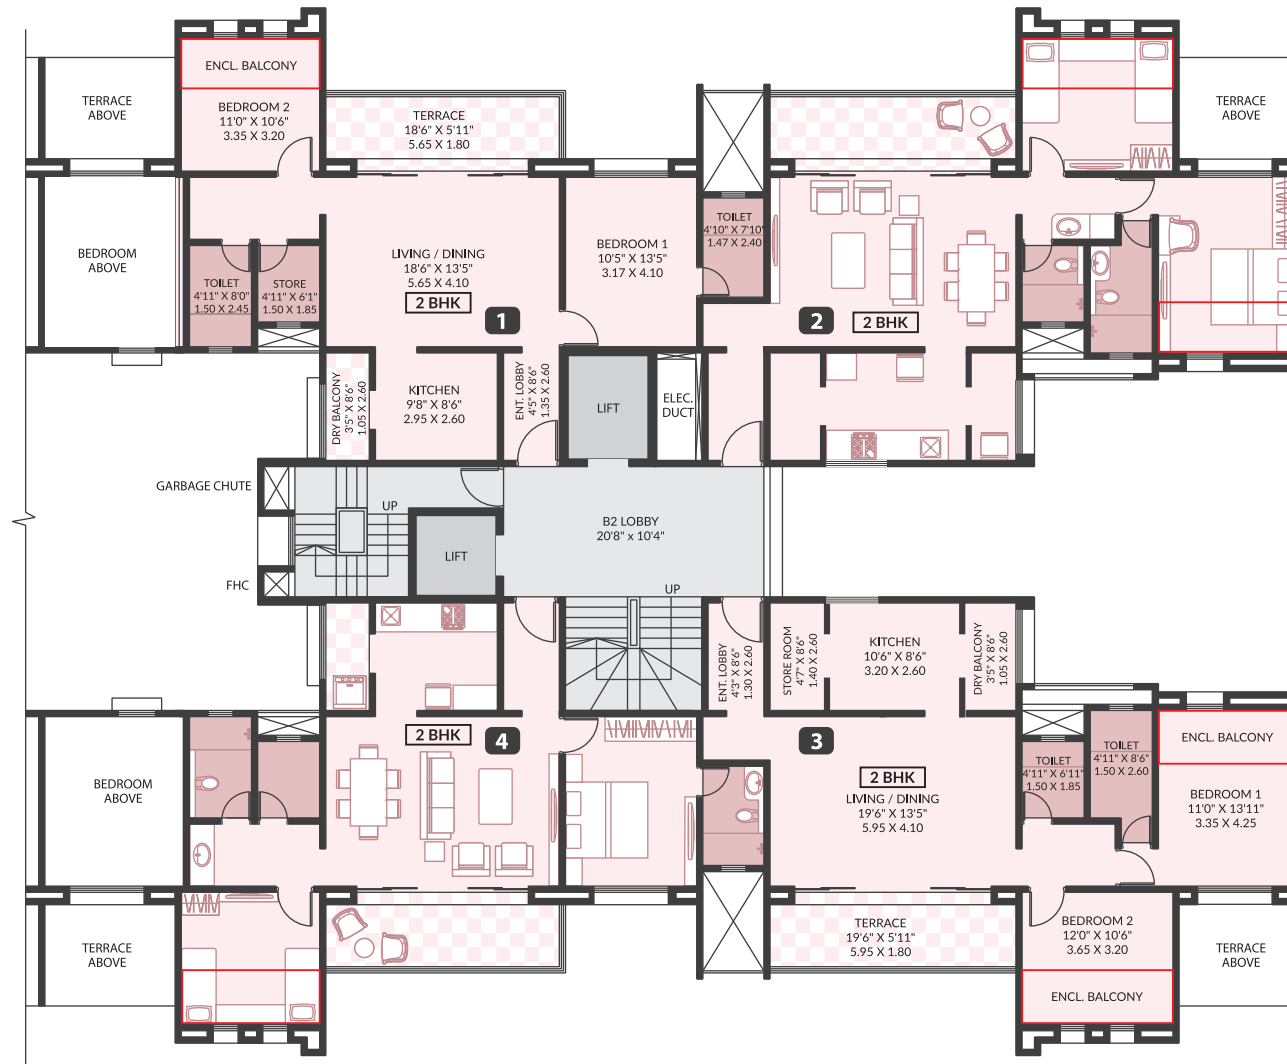 ENCL. BALCONY
BEDROOM 2
11'0" X 10'6"
3.35 X 3.20
TERRACE
ABOVE
TERRACE
18'6" X 5'11"
5.65 X 1.80
TERRACE
ABOVE
BEDROOM
ABOVE
TOILET
4'11" X 8'0"
1.50 X 2.45
STORE
4'11" X 6'1"
1.50 X 1.85
LIVING / DINING
18'6" X 13'5"
5.65 X 4.10
2 BHK
1
BEDROOM 1
10'5" X 13'5"
3.17 X 4.10
TOILET
4'10" X 7'10"
1.47 X 2.40
2
2 BHK
DRY BALCONY
3'5" X 8'6"
1.05 X 2.60
KITCHEN
9'8" X 8'6"
2.95 X 2.60
ENT. LOBBY
4'5" X 8'6"
1.35 X 2.60
LIFT
ELEC.
DUCT
GARBAGE CHUTE
UP
B2 LOBBY
20'8" x 10'4"
LIFT
FHC
UP
ENT. LOBBY
4'3" X 8'6"
1.30 X 2.60
STORE ROOM
4'7" X 8'6"
1.40 X 2.60
KITCHEN
10'6" X 8'6"
3.20 X 2.60
DRY BALCONY
3'5" X 8'6"
1.05 X 2.60
2 BHK
4
3
2 BHK
LIVING / DINING
19'6" X 13'5"
5.95 X 4.10
TOILET
4'11" X 6'11"
1.50 X 1.85
TOILET
4'11" X 8'6"
1.50 X 2.60
ENCL. BALCONY
BEDROOM 1
11'0" X 13'11"
3.35 X 4.25
BEDROOM
ABOVE
TERRACE
ABOVE
TERRACE
19'6" X 5'11"
5.95 X 1.80
BEDROOM 2
12'0" X 10'6"
3.65 X 3.20
ENCL. BALCONY
TERRACE
ABOVE